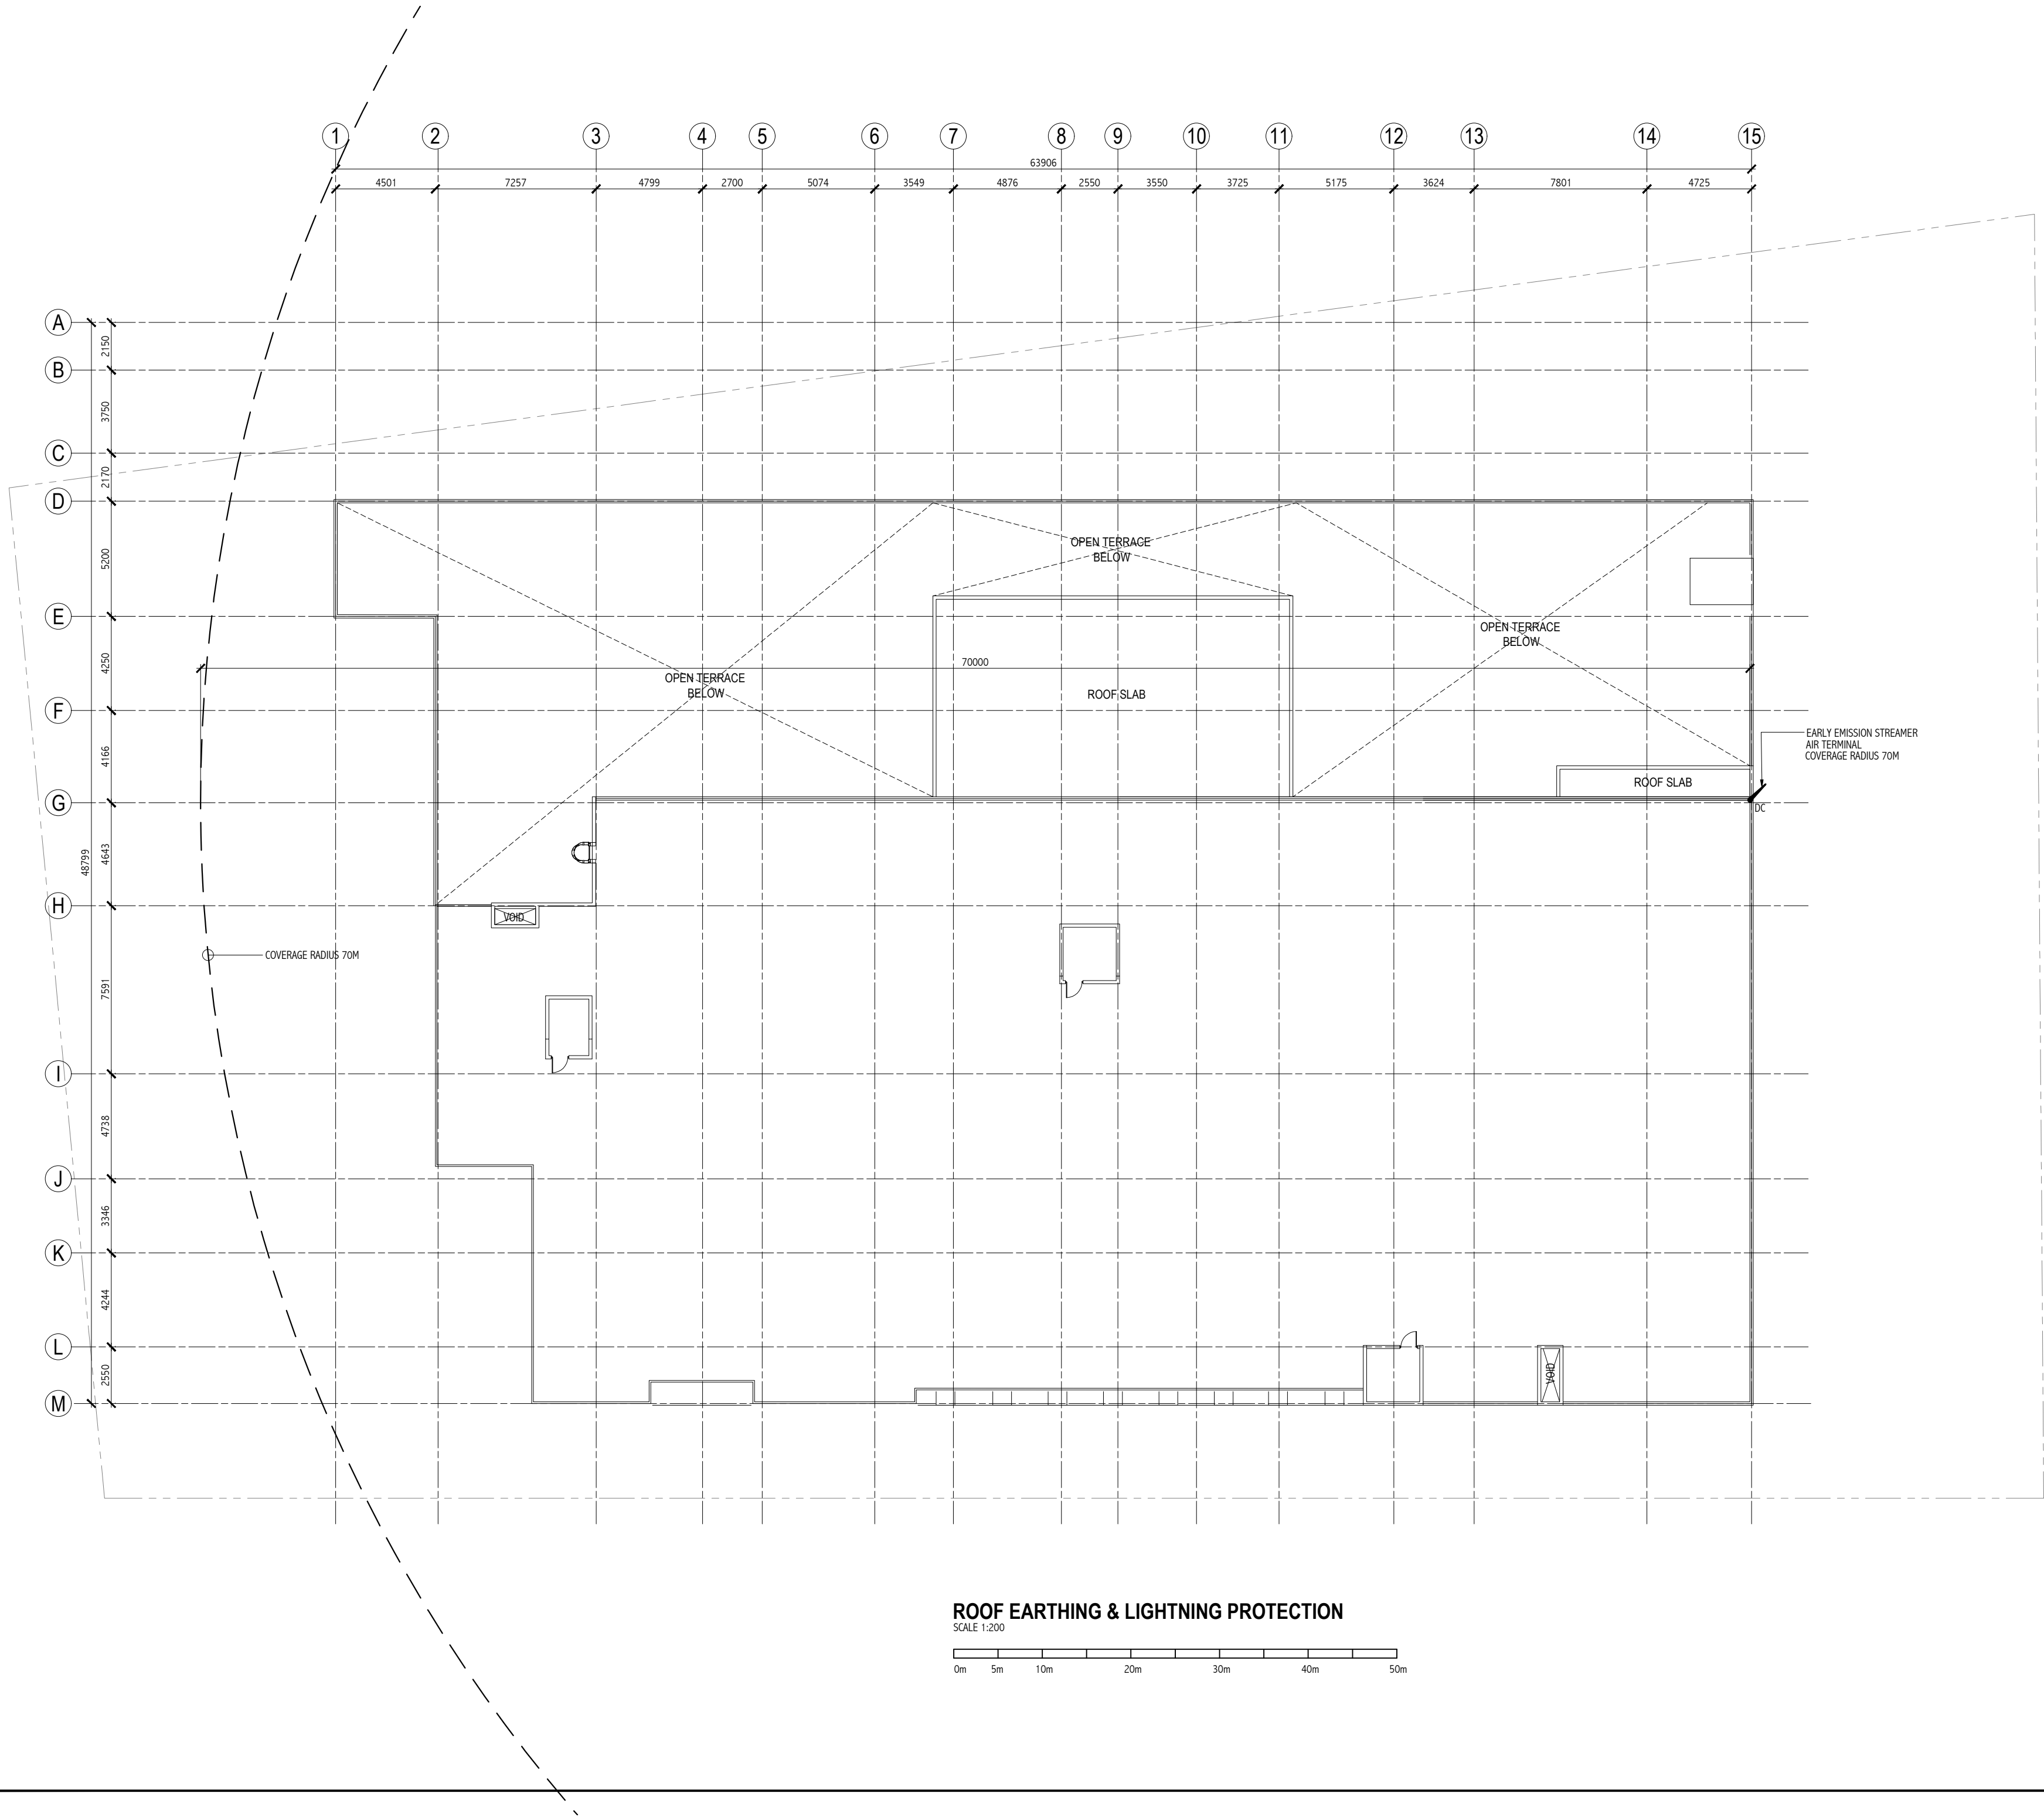 1 2 3 4 5 6 7 8 9 10 11 12 13 14 15
63906
4501 7257 4799 2700 5074 3549 4876 2550 3550 3725 5175 3624 7801 4725
A
2150
B
3750
C
2170
D
5200
OPEN TERRACE
BELOW
E
OPEN TERRACE
BELOW
4250
70000
OPEN TERRACE
BELOW
ROOF SLAB
F
EARLY EMISSION STREAMER
AIR TERMINAL
COVERAGE RADIUS 70M
4166
ROOF SLAB
G
DC
4643
48799
H
VOID
COVERAGE RADIUS 70M
7591
I
4738
J
3346
K
4244
L
VOID
2550
M
ROOF EARTHING & LIGHTNING PROTECTION
SCALE 1:200
0m 5m 10m 20m 30m 40m 50m